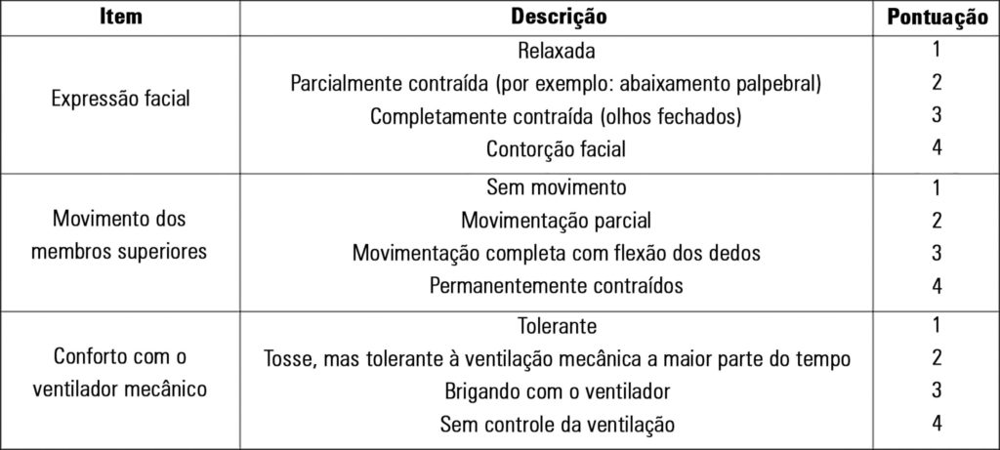 Item Descrição Pontuação
Expressão facial
Relaxada 1
Parcialmente contraída (por exemplo: abaixamento palpebral) 2
Completamente contraída (olhos fechados) 3
Contorção facial 4
Movimento dos
membros superiores
Sem movimento 1
Movimentação parcial 2
Movimentação completa com flexão dos dedos 3
Permanentemente contraídos 4
Conforto com o
ventilador mecânico
Tolerante 1
Tosse, mas tolerante à ventilação mecânica a maior parte do tempo 2
Brigando com o ventilador 3
Sem controle da ventilação 4